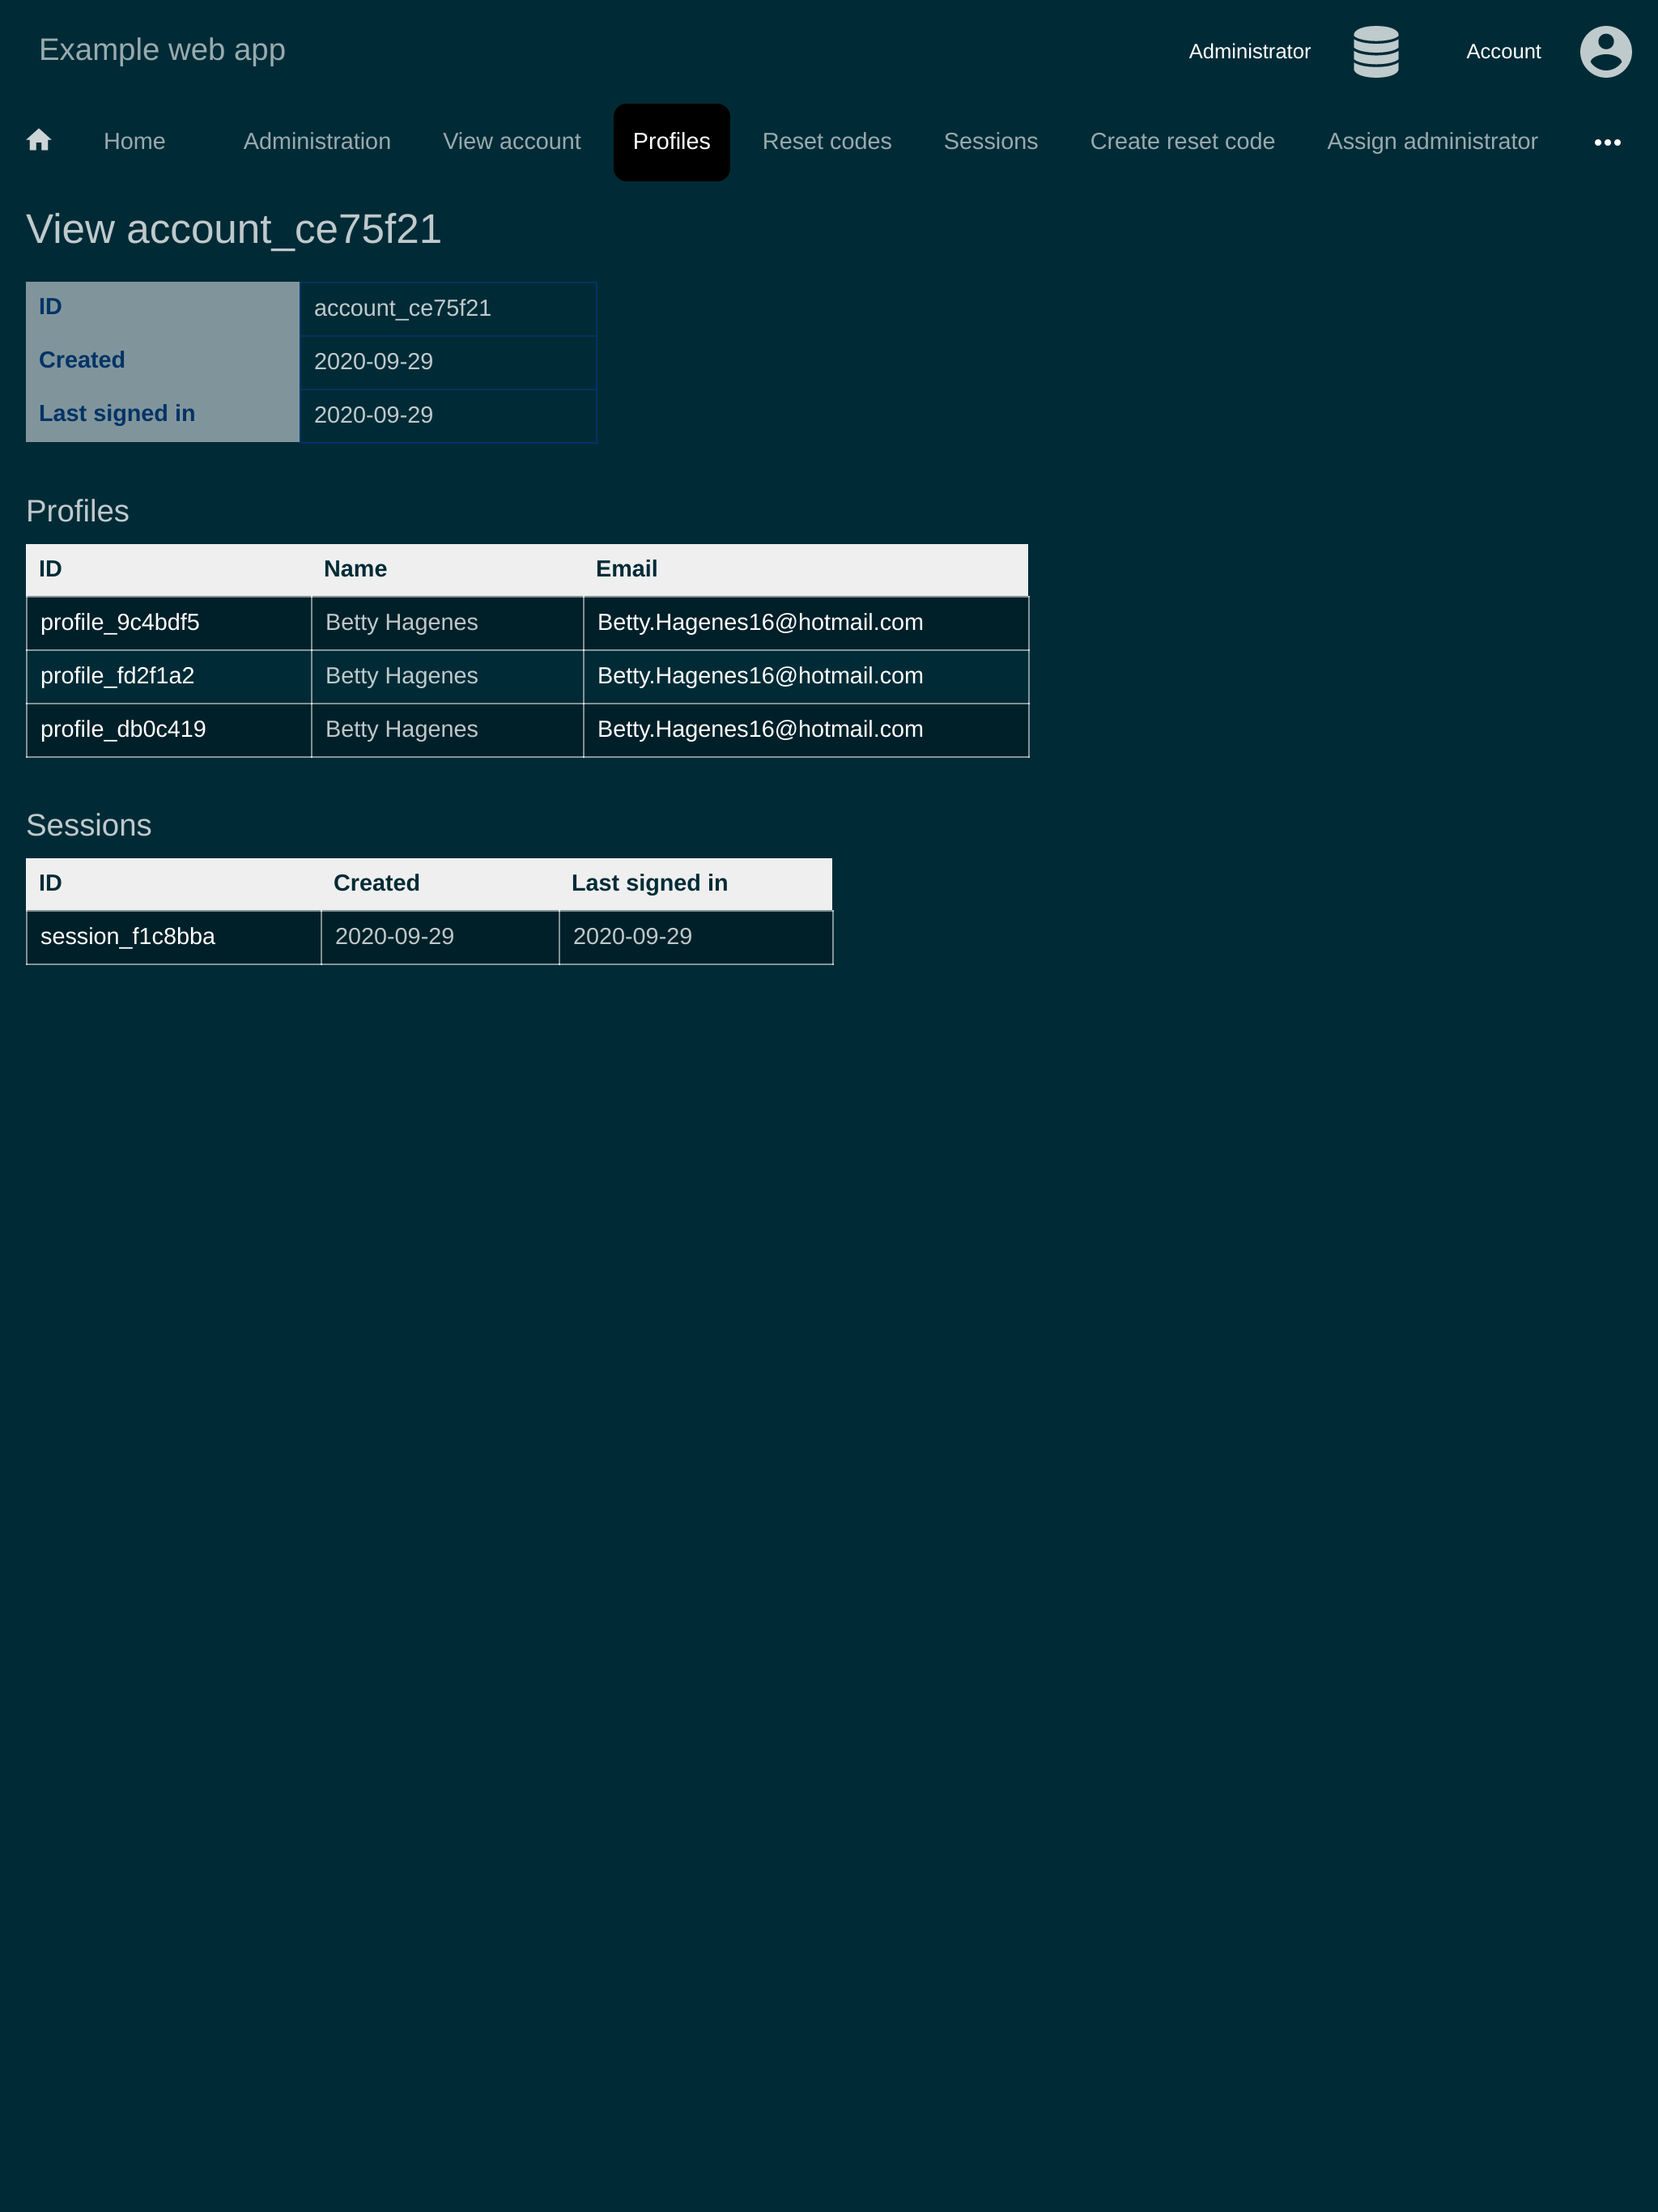 Example web app
Administrator
Account
Home Administration View account Profiles Reset codes Sessions Create reset code Assign administrator
View account_ce75f21
ID account_ce75f21
Created 2020-09-29
Last signed in 2020-09-29
Profiles
ID Name Email
profile_9c4bdf5 Betty Hagenes Betty.Hagenes16@hotmail.com
profile_fd2f1a2 Betty Hagenes Betty.Hagenes16@hotmail.com
profile_db0c419 Betty Hagenes Betty.Hagenes16@hotmail.com
Sessions
ID Created Last signed in
session_f1c8bba 2020-09-29 2020-09-29